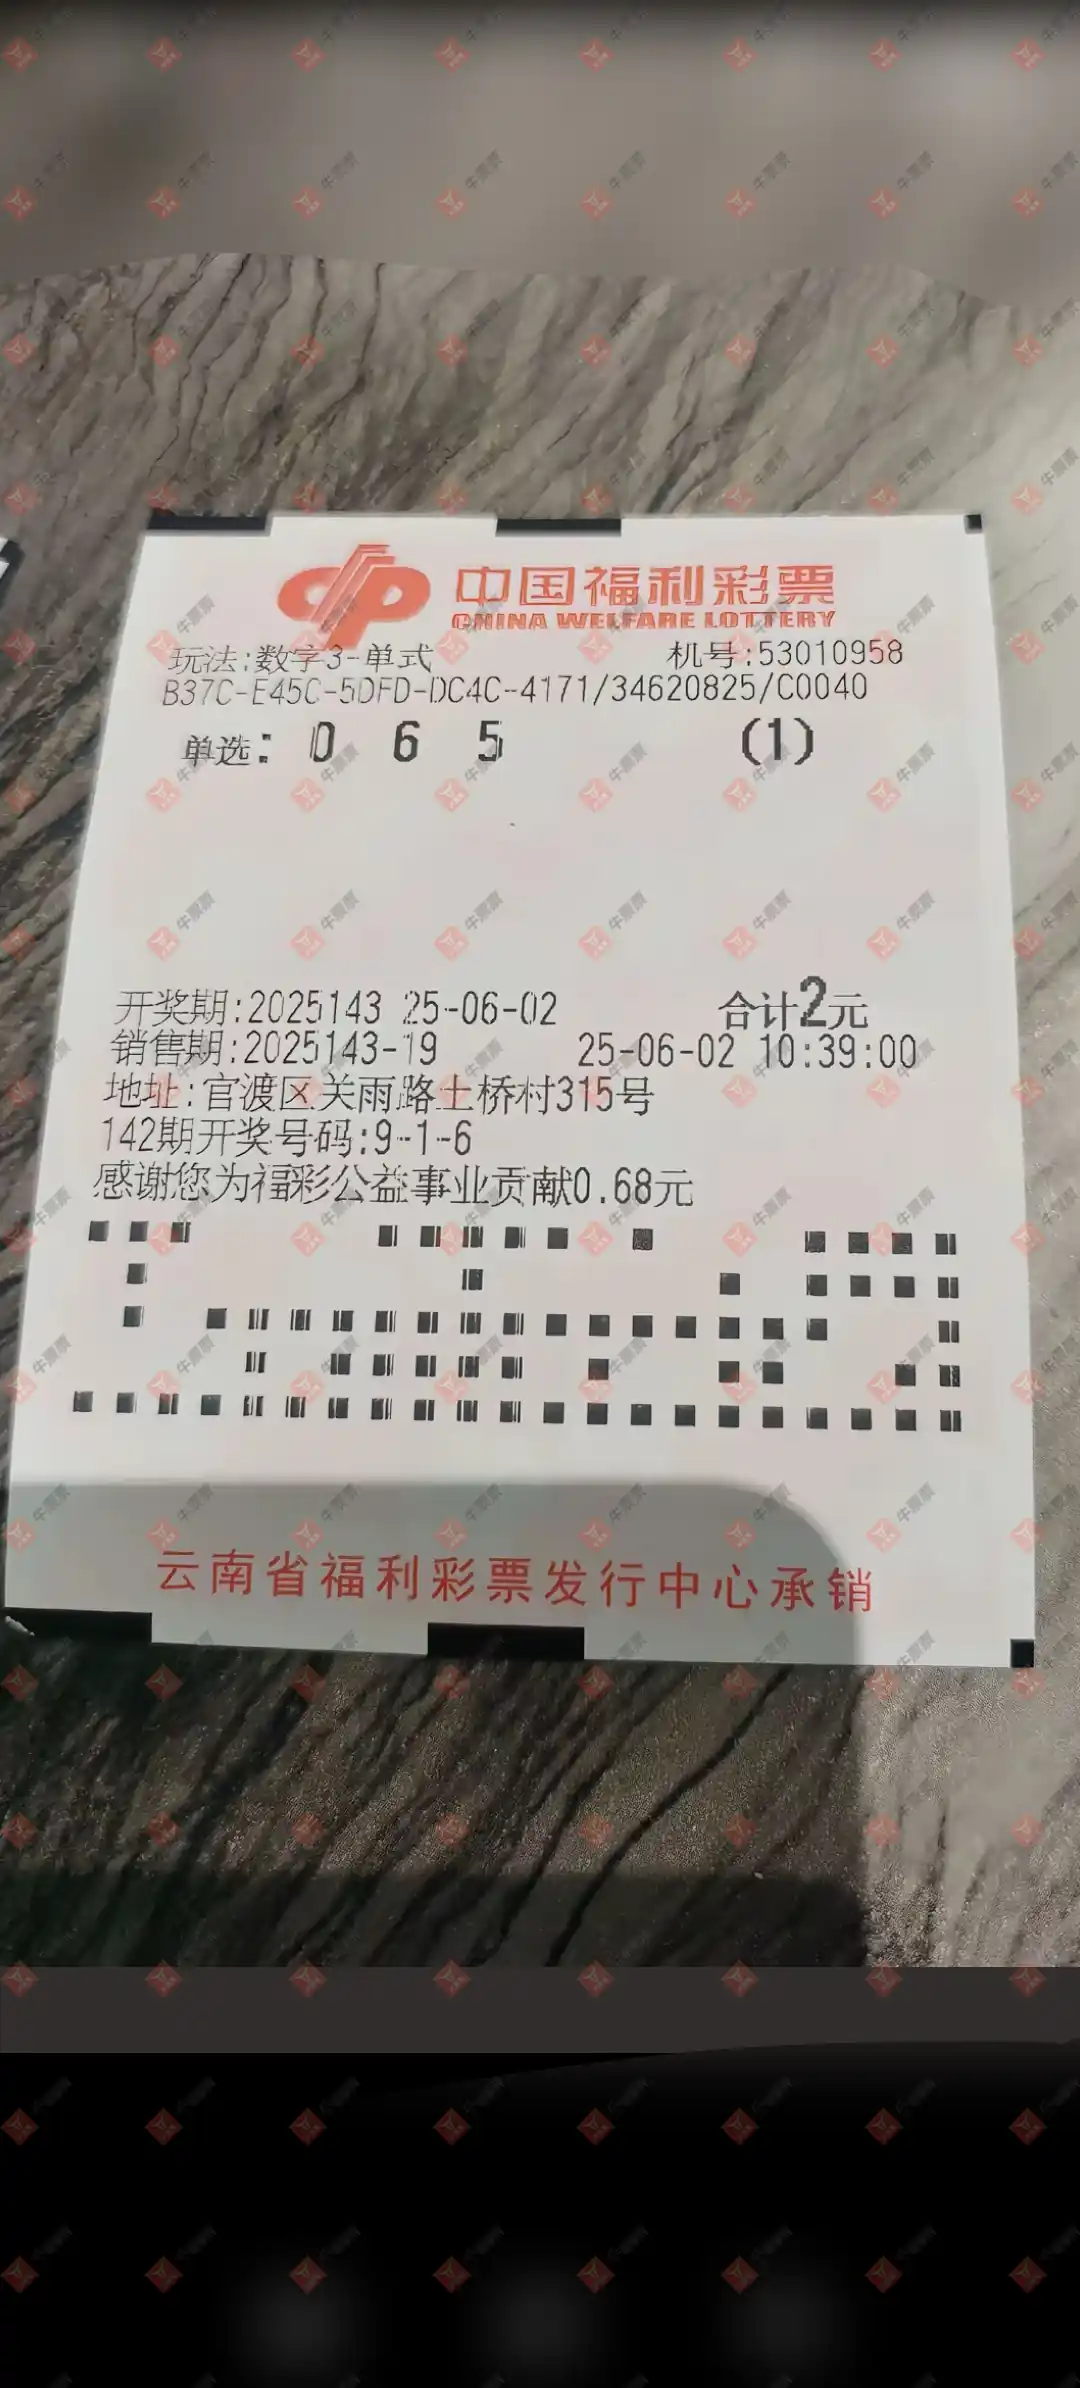 中国福利彩票
CHINA WELFARE LOTTERY
玩法:数字3-单式 机号:53010958
B37C-E45C-5DFD-DC4C-4171/34620825/C0040
单选: 0 6 5 (1)
开奖期:2025143 25-06-02 合计2元
销售期:2025143-19 25-06-02 10:39:00
地址:官渡区关雨路土桥村315号
142期开奖号码:9-1-6
感谢您为福彩公益事业贡献0.68元
云南省福利彩票发行中心承销
牛票票